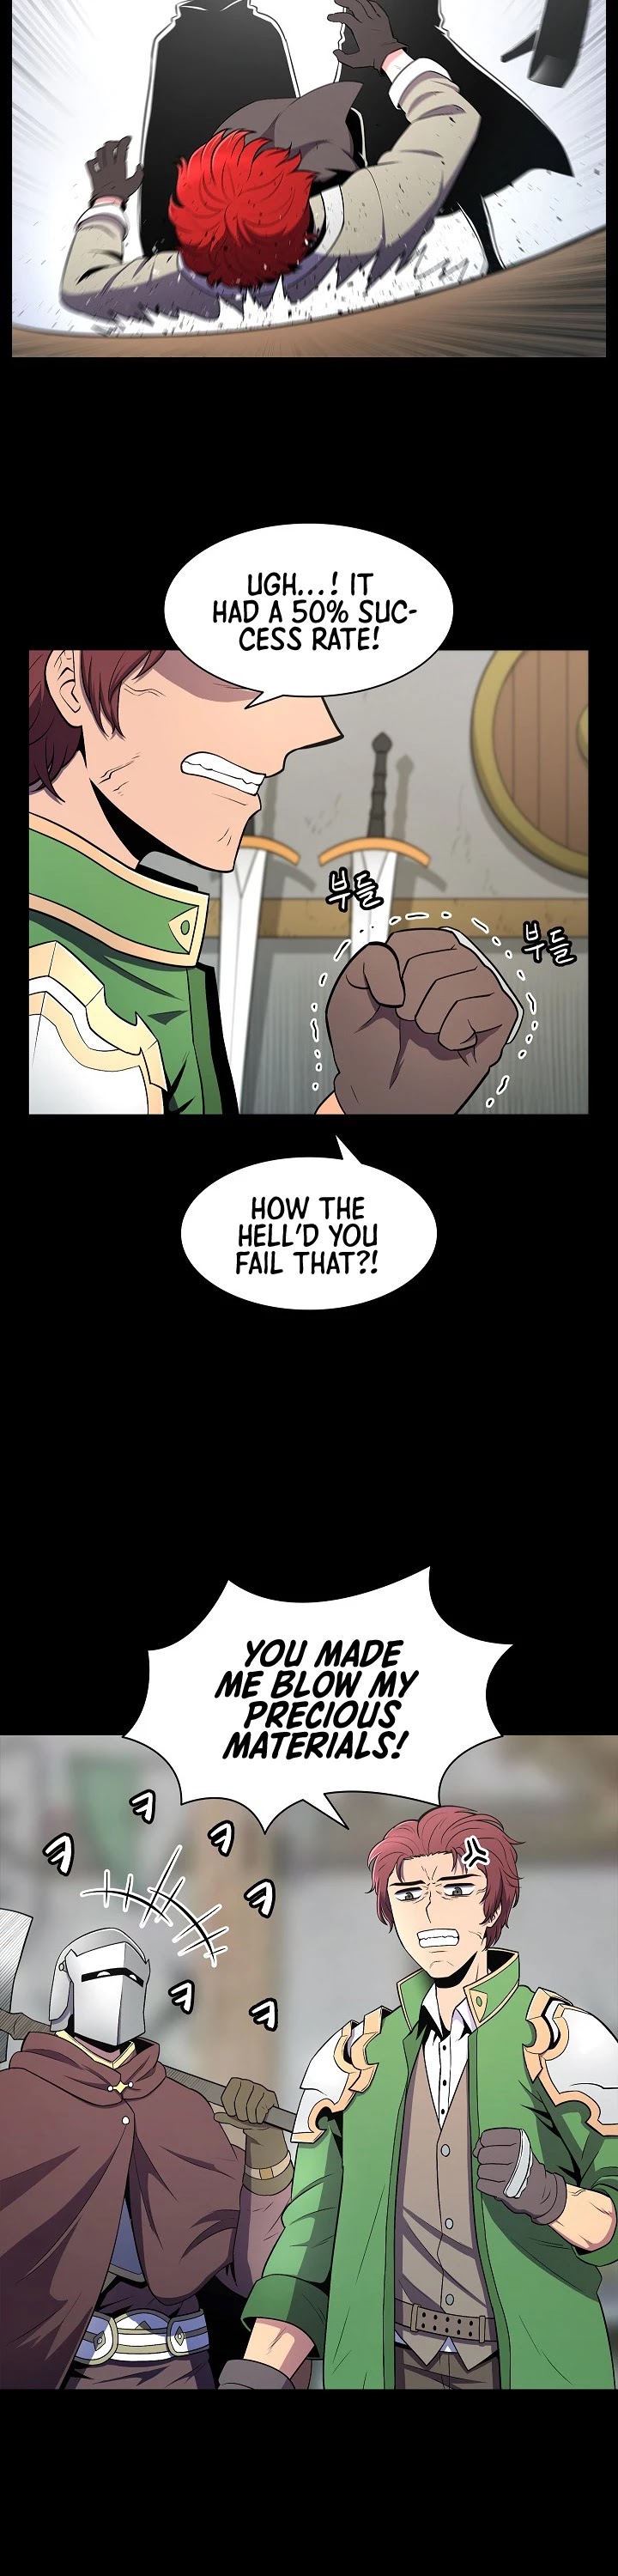 UGH...! IT
HAD A 50% SUC-
CESS RATE!
부들
부들
HOW THE
HELL'D YOU
FAIL THAT?!
YOU MADE
ME BLOW MY
PRECIOUS
MATERIALS!
ㅋ
ㅋ
ㅋ
ㅋ
ㅋ
ㅋ